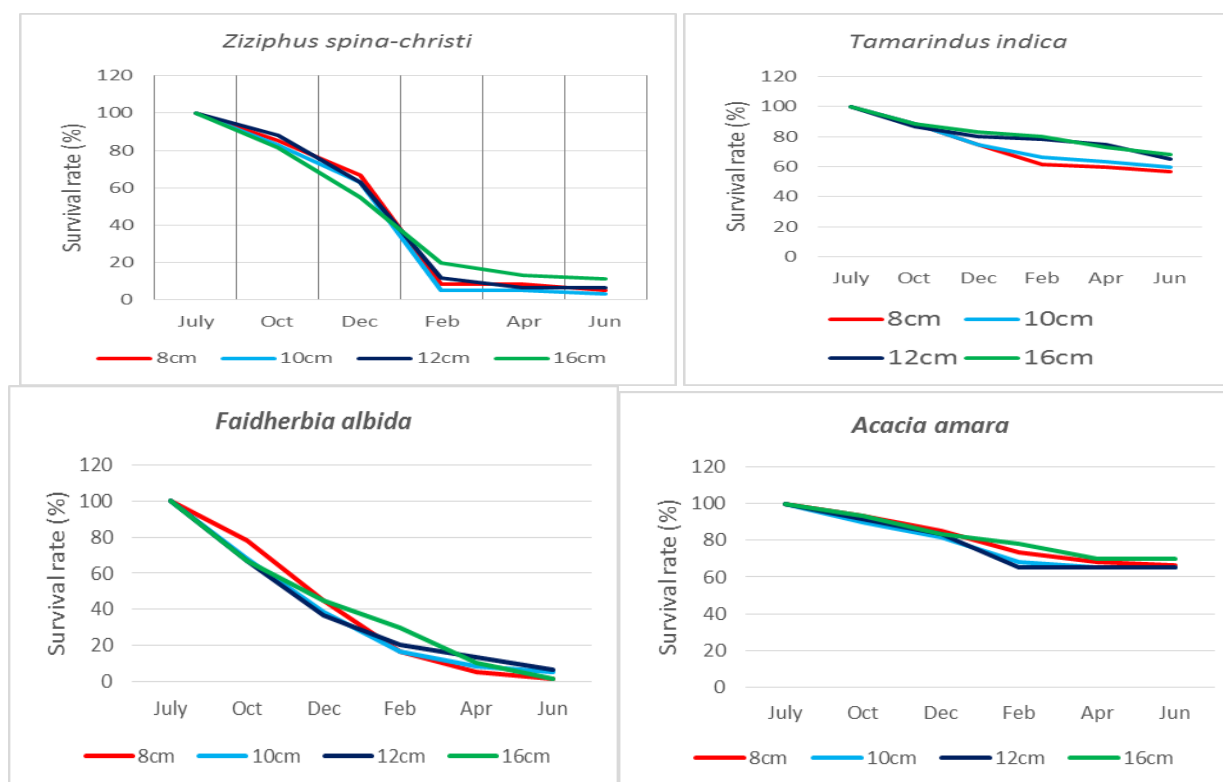 Ziziphus spina-christi
Survival rate (%)
120
100
80
60
40
20
0
July Oct Dec Feb Apr Jun
8cm 10cm 12cm 16cm
Tamarindus indica
Survival rate (%)
120
100
80
60
40
20
0
July Oct Dec Feb Apr Jun
8cm 10cm
12cm 16cm
Faidherbia albida
Survival rate (%)
120
100
80
60
40
20
0
July Oct Dec Feb Apr Jun
8cm 10cm 12cm 16cm
Acacia amara
Survival rate (%)
120
100
80
60
40
20
0
July Oct Dec Feb Apr Jun
8cm 10cm 12cm 16cm